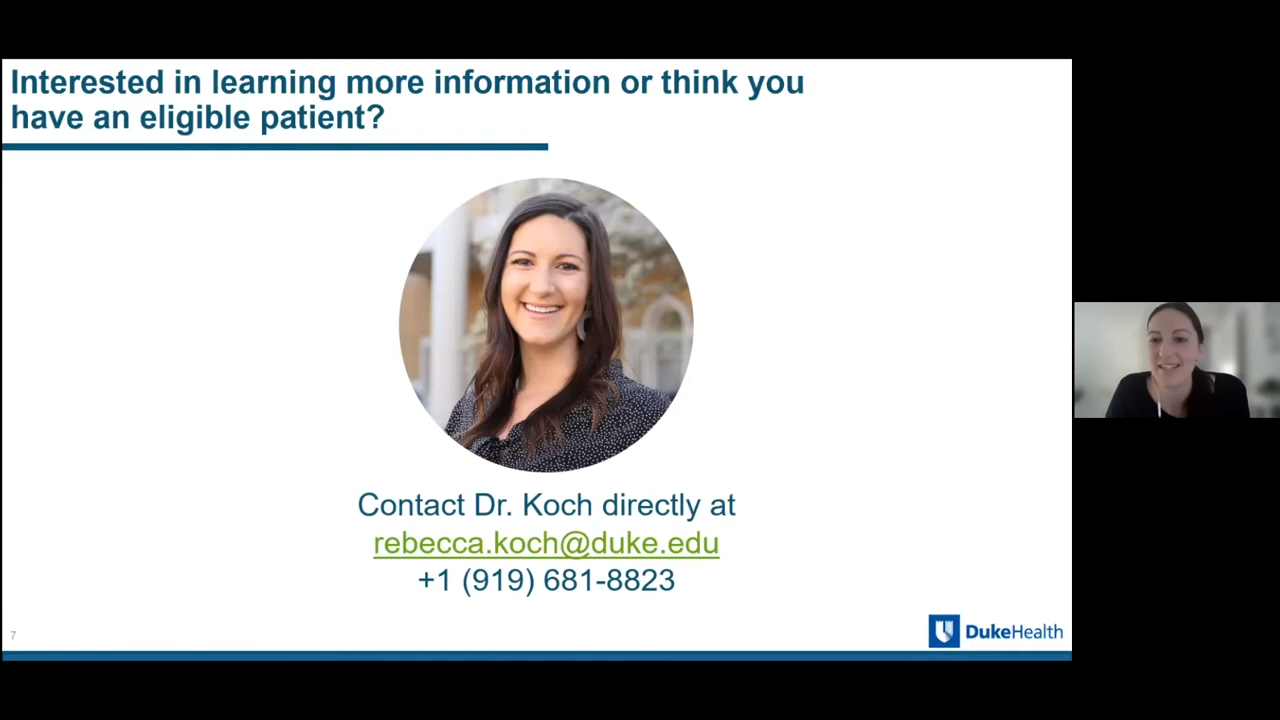 Interested in learning more information or think you
have an eligible patient?
Contact Dr. Koch directly at
rebecca.koch@duke.edu
+1 (919) 681-8823
7
DukeHealth